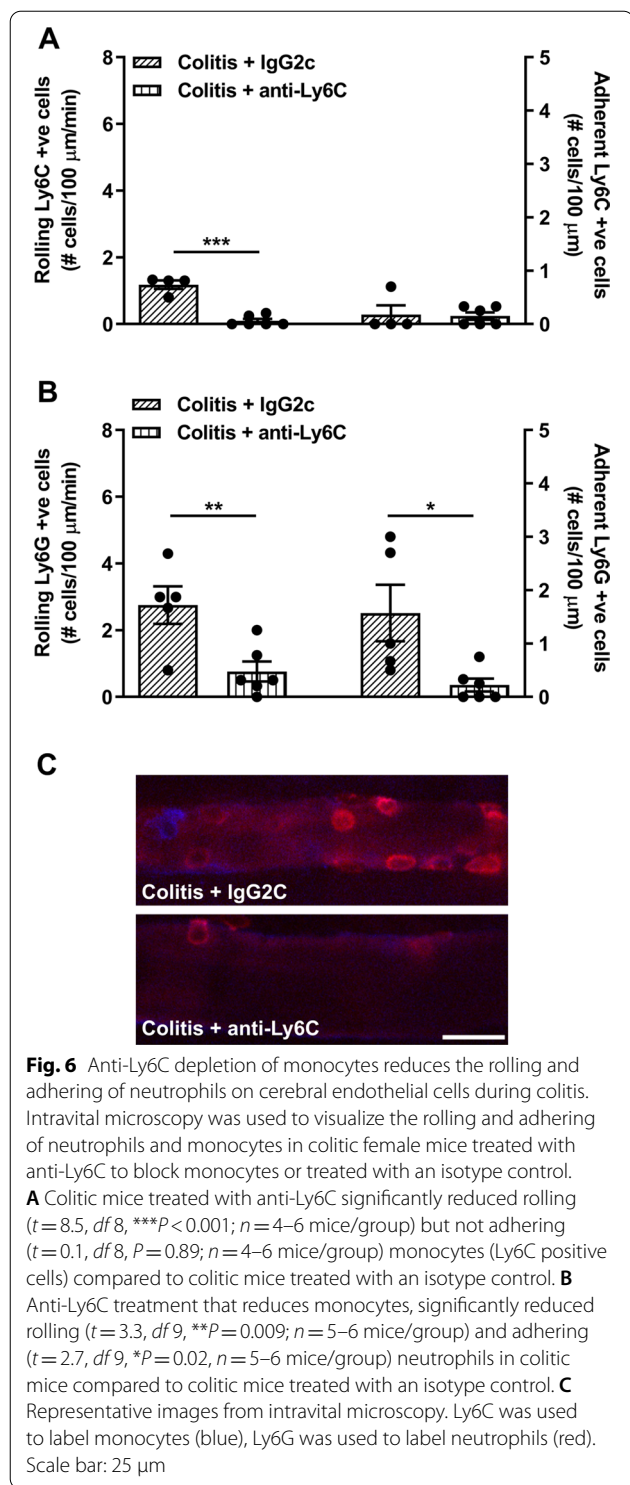 A
Colitis + IgG2c
Colitis + anti-Ly6C
Rolling Ly6C +ve cells
(# cells/100 μm/min)
8
6
4
2
0
***
5
4
3
2
1
0
Adherent Ly6C +ve cells
(# cells/100 μm)
B
Colitis + IgG2c
Colitis + anti-Ly6C
Rolling Ly6G +ve cells
(# cells/100 μm/min)
8
6
4
2
0
**
*
5
4
3
2
1
0
Adherent Ly6G +ve cells
(# cells/100 μm)
C
Colitis + IgG2C
Colitis + anti-Ly6C
Fig. 6 Anti-Ly6C depletion of monocytes reduces the rolling and
adhering of neutrophils on cerebral endothelial cells during colitis.
Intravital microscopy was used to visualize the rolling and adhering
of neutrophils and monocytes in colitic female mice treated with
anti-Ly6C to block monocytes or treated with an isotype control.
A Colitic mice treated with anti-Ly6C significantly reduced rolling
(t = 8.5, df 8, ***P < 0.001; n = 4–6 mice/group) but not adhering
(t = 0.1, df 8, P = 0.89; n = 4–6 mice/group) monocytes (Ly6C positive
cells) compared to colitic mice treated with an isotype control. B
Anti-Ly6C treatment that reduces monocytes, significantly reduced
rolling (t = 3.3, df 9, **P = 0.009; n = 5–6 mice/group) and adhering
(t = 2.7, df 9, *P = 0.02, n = 5–6 mice/group) neutrophils in colitic
mice compared to colitic mice treated with an isotype control. C
Representative images from intravital microscopy. Ly6C was used
to label monocytes (blue), Ly6G was used to label neutrophils (red).
Scale bar: 25 μm